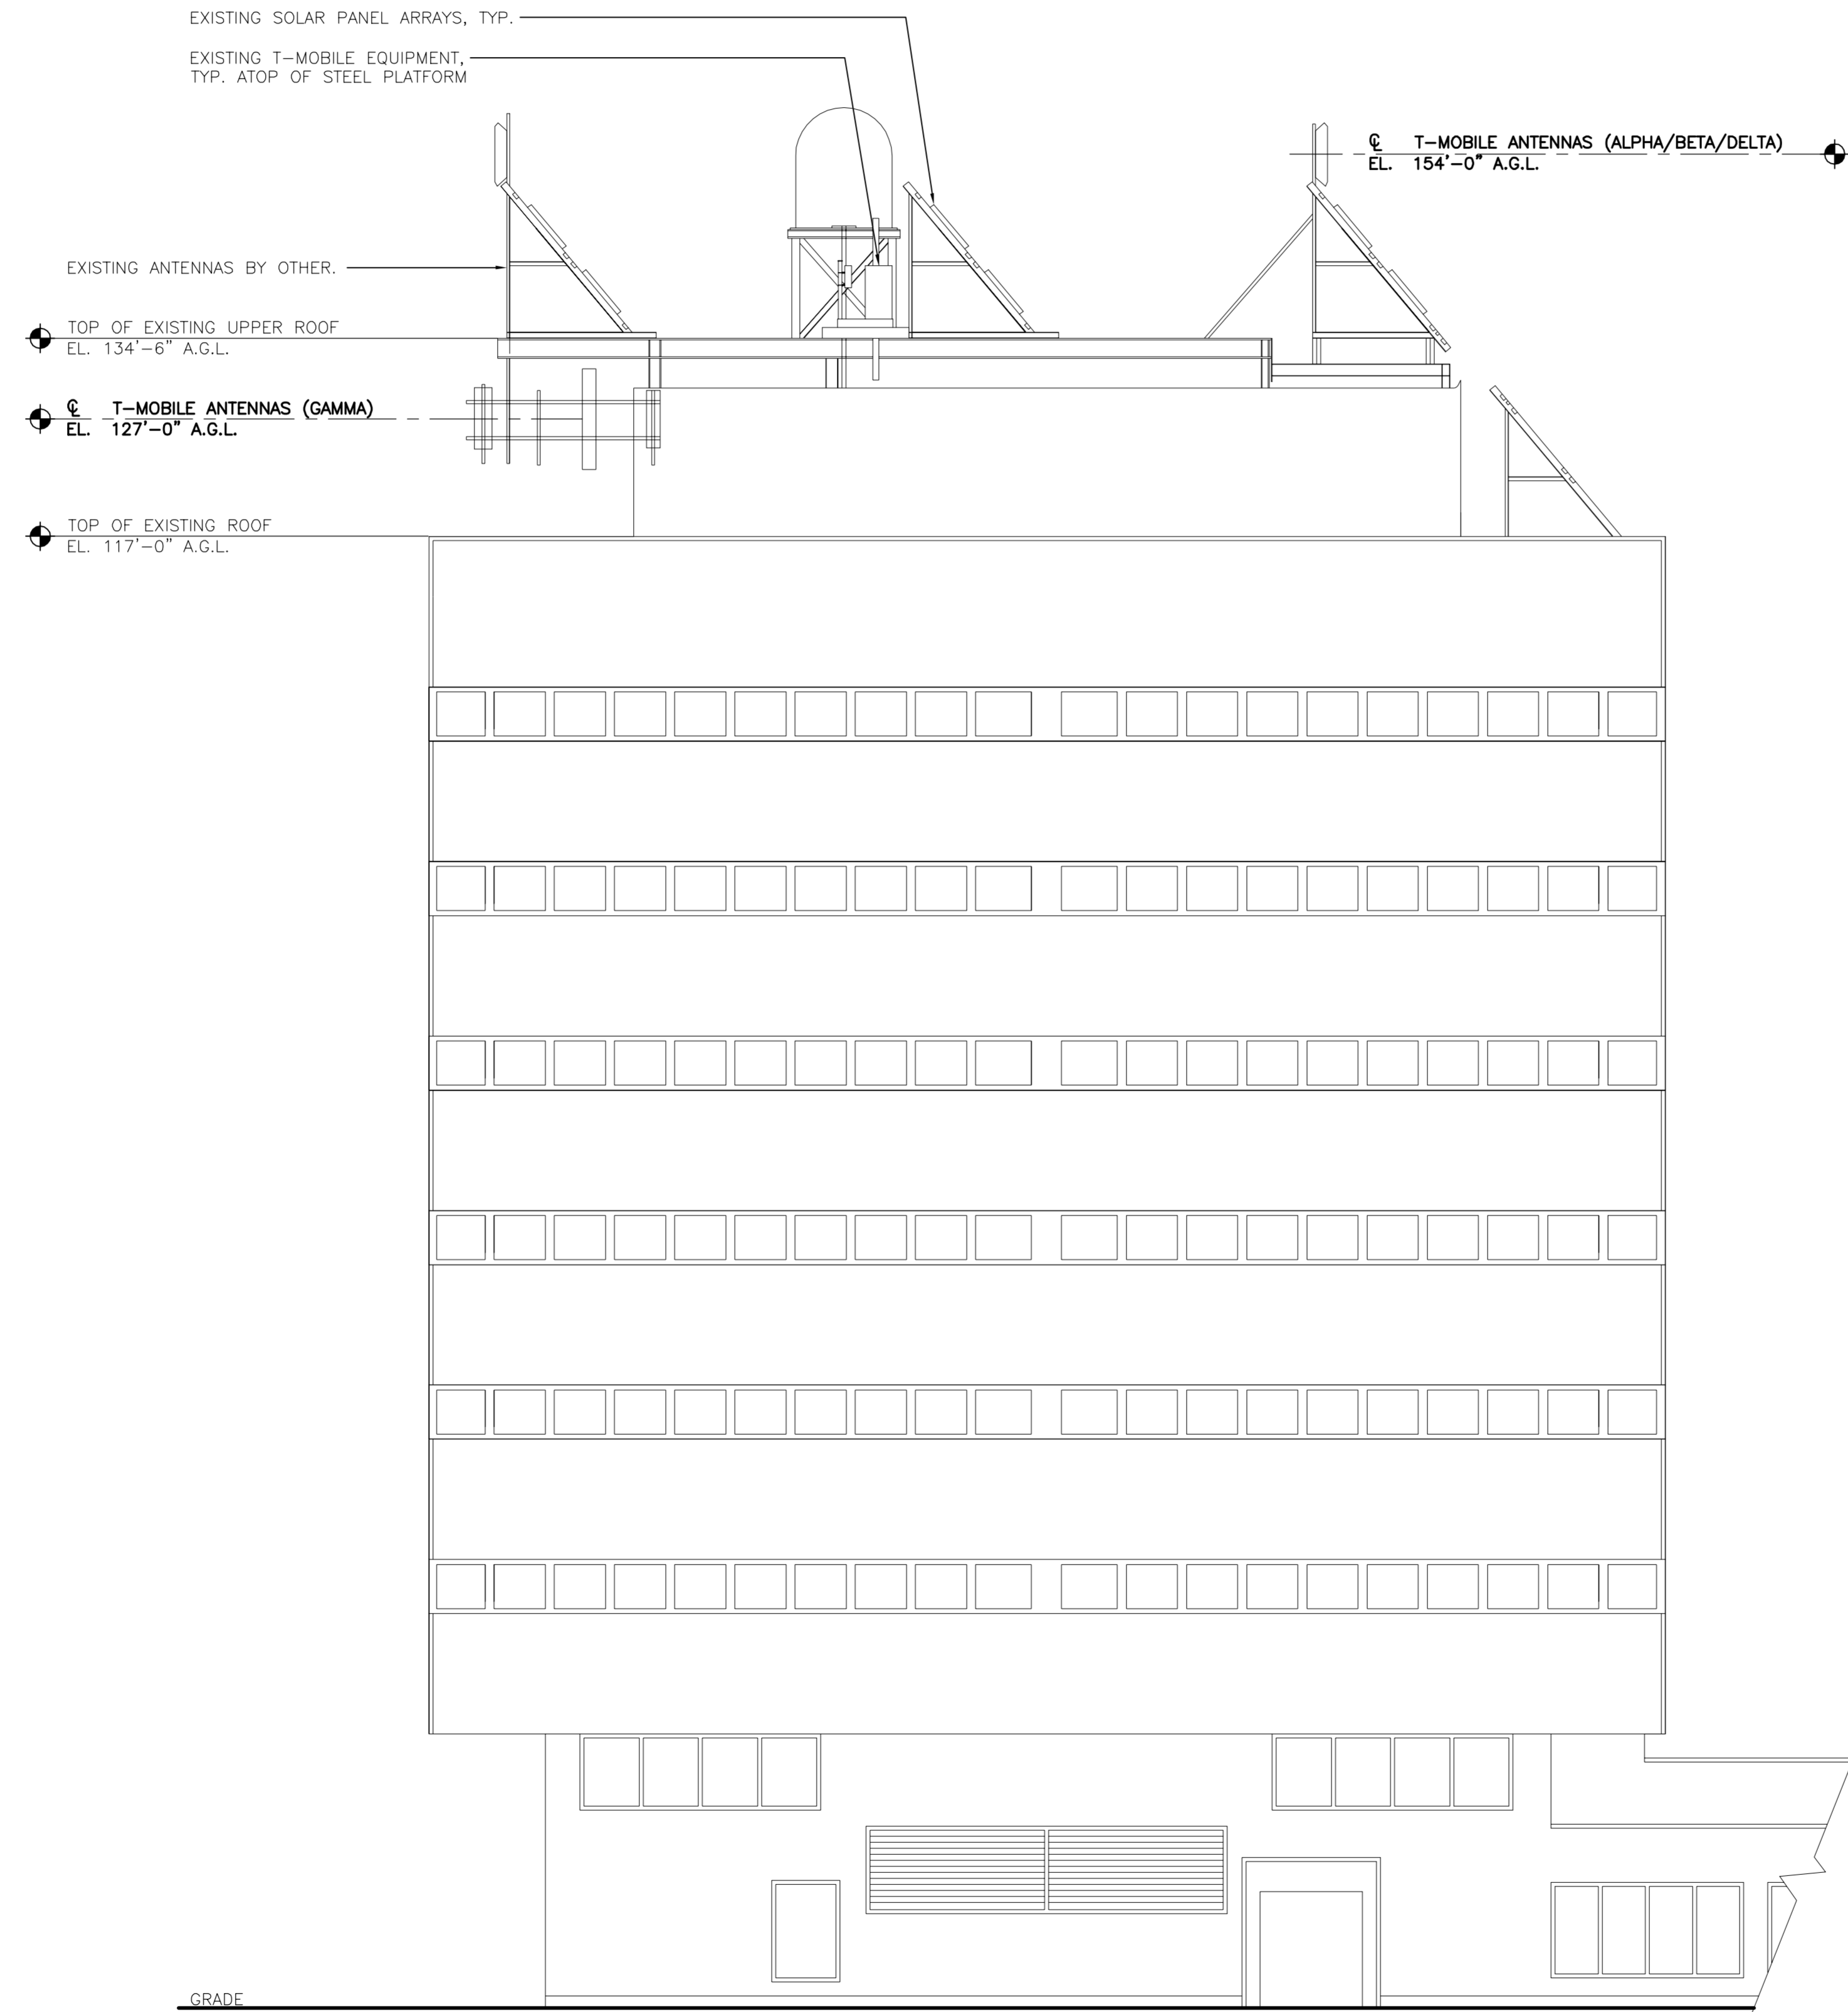 EXISTING SOLAR PANEL ARRAYS, TYP.
EXISTING T-MOBILE EQUIPMENT,
TYP. ATOP OF STEEL PLATFORM
℄ T-MOBILE ANTENNAS (ALPHA/BETA/DELTA)
EL. 154'-0" A.G.L.
EXISTING ANTENNAS BY OTHER.
TOP OF EXISTING UPPER ROOF
EL. 134'-6" A.G.L.
℄ T-MOBILE ANTENNAS (GAMMA)
EL. 127'-0" A.G.L.
TOP OF EXISTING ROOF
EL. 117'-0" A.G.L.
GRADE